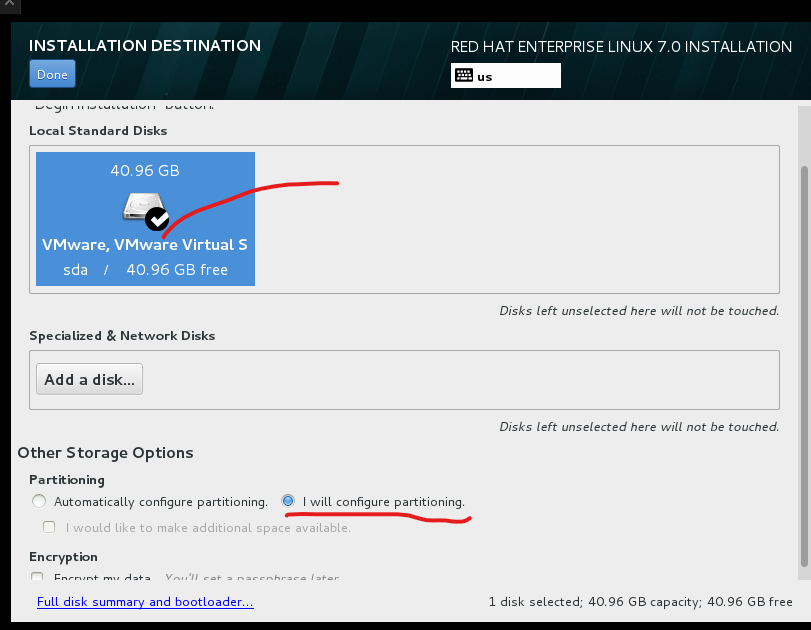 INSTALLATION DESTINATION
RED HAT ENTERPRISE LINUX 7.0 INSTALLATION
Done
us
"Begin Installation" button.
Local Standard Disks
40.96 GB
VMware, VMware Virtual S
sda / 40.96 GB free
Disks left unselected here will not be touched.
Specialized & Network Disks
Add a disk...
Disks left unselected here will not be touched.
Other Storage Options
Partitioning
Automatically configure partitioning. I will configure partitioning.
I would like to make additional space available.
Encryption
Encrypt my data. You'll set a passphrase later.
Full disk summary and bootloader...
1 disk selected; 40.96 GB capacity; 40.96 GB free